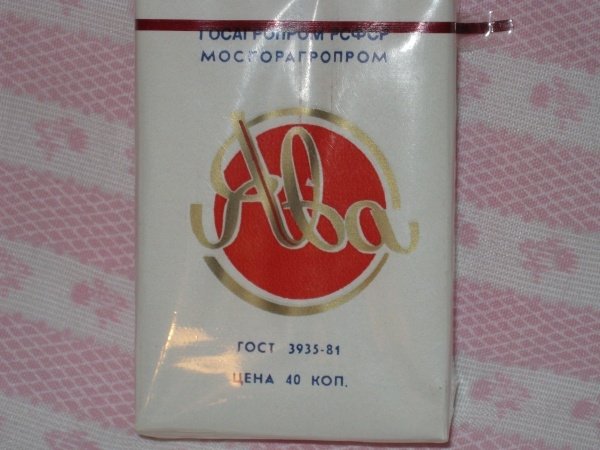 ГОСАГРОПРОМ РСФСР
МОСГОРАГРОПРОМ
Ява
ГОСТ 3935-81
ЦЕНА 40 КОП.